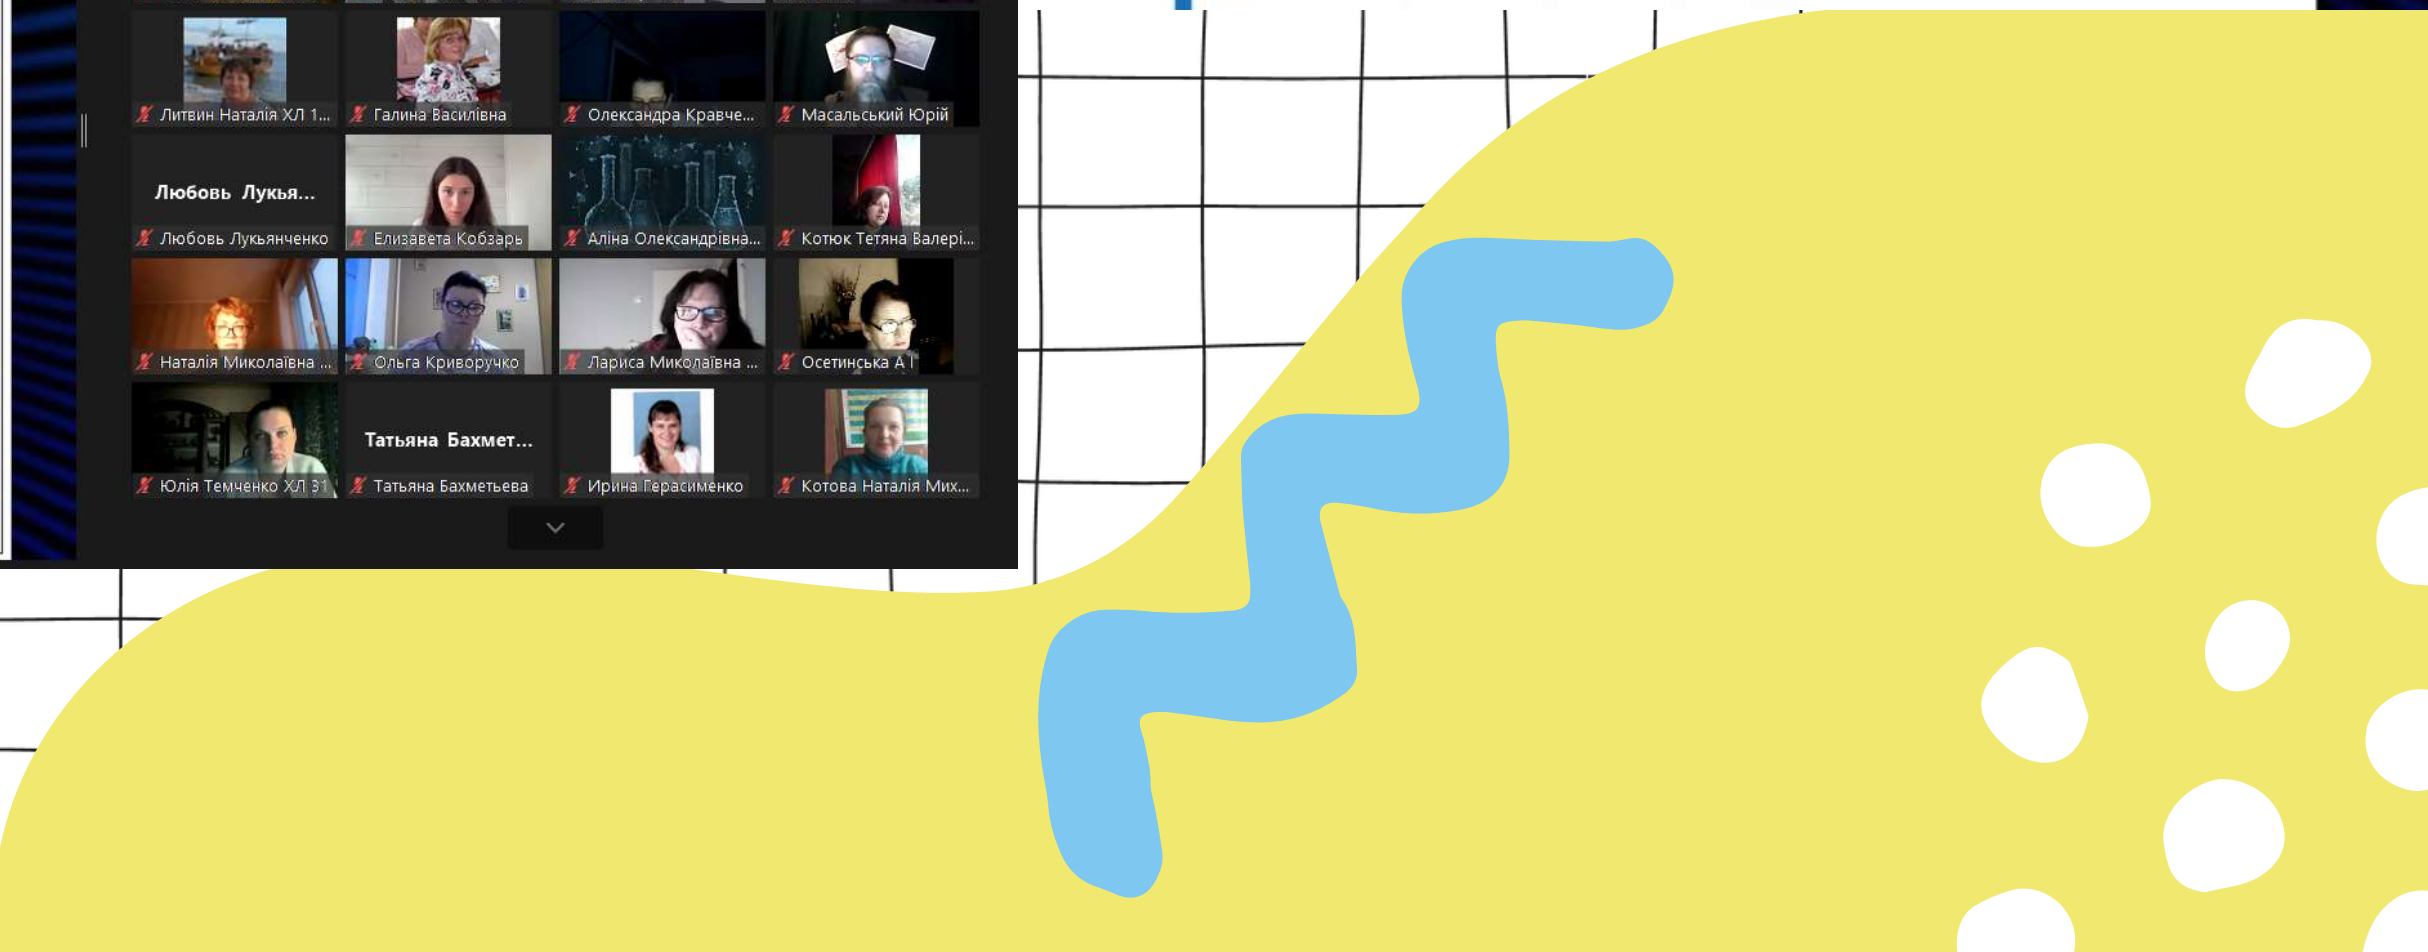 Литвин Наталія ХЛ 1...
Галина Василівна
Олександра Кравче...
Масальський Юрій
Любовь Лукья...
Любовь Лукьянченко
Елизавета Кобзарь
Аліна Олександрівна...
Котюк Тетяна Валері...
Наталія Миколаївна ...
Ольга Криворучко
Лариса Миколаївна ...
Осетинська А І
Юлія Темченко ХЛ 31
Татьяна Бахмет...
Татьяна Бахметьева
Ирина Герасименко
Котова Наталія Мих...